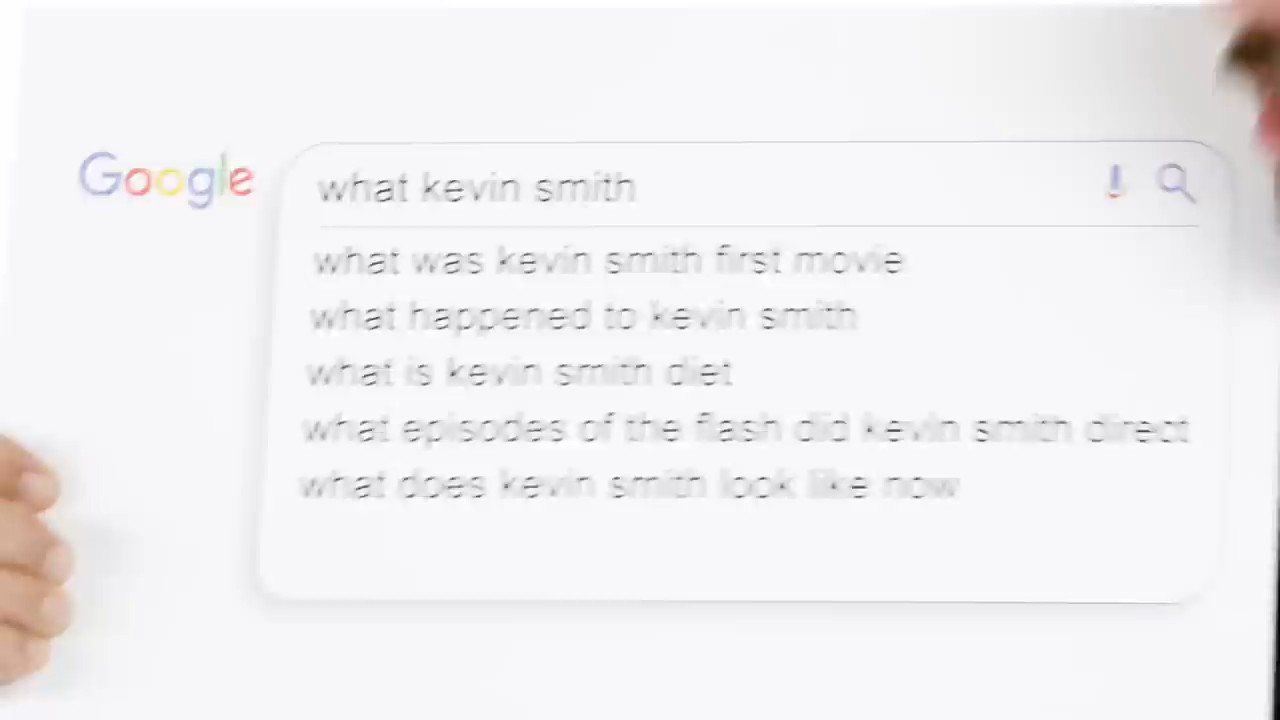 Google
what kevin smith
what was kevin smith first movie
what happened to kevin smith
what is kevin smith diet
what episodes of the flash did kevin smith direct
what does kevin smith look like now